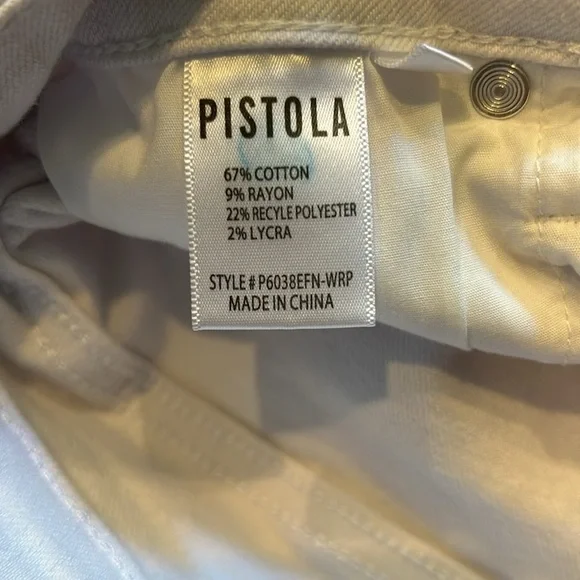 PISTOLA
67% COTTON
9% RAYON
22% RECYLE POLYESTER
2% LYCRA
STYLE# P6038EFN-WRP
MADE IN CHINA